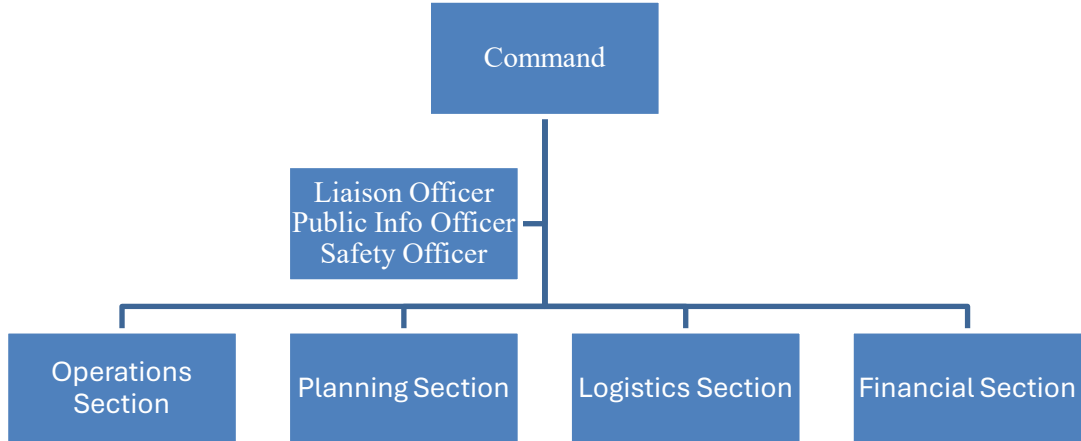 Command
Liaison Officer
Public Info Officer
Safety Officer
Operations
Section
Planning Section
Logistics Section
Financial Section